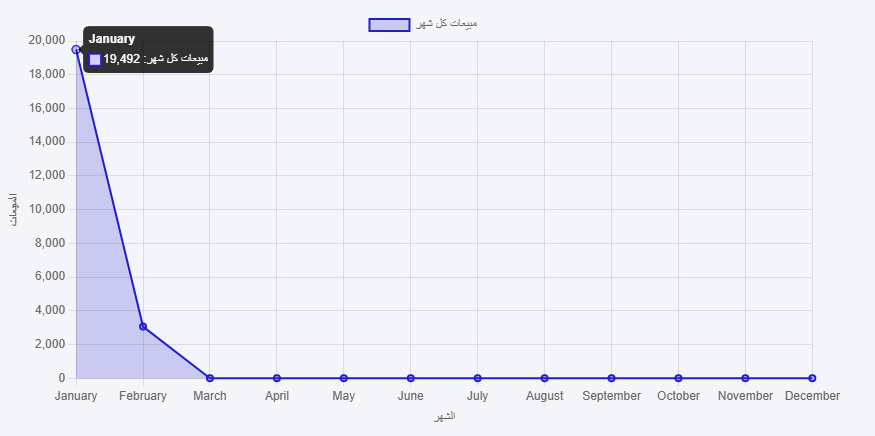 مبيعات كل شهر
January
مبيعات كل شهر: 19,492
20,000
18,000
16,000
14,000
12,000
10,000
8,000
6,000
4,000
2,000
0
المبيعات
January February March April May June July August September October November December
الشهر